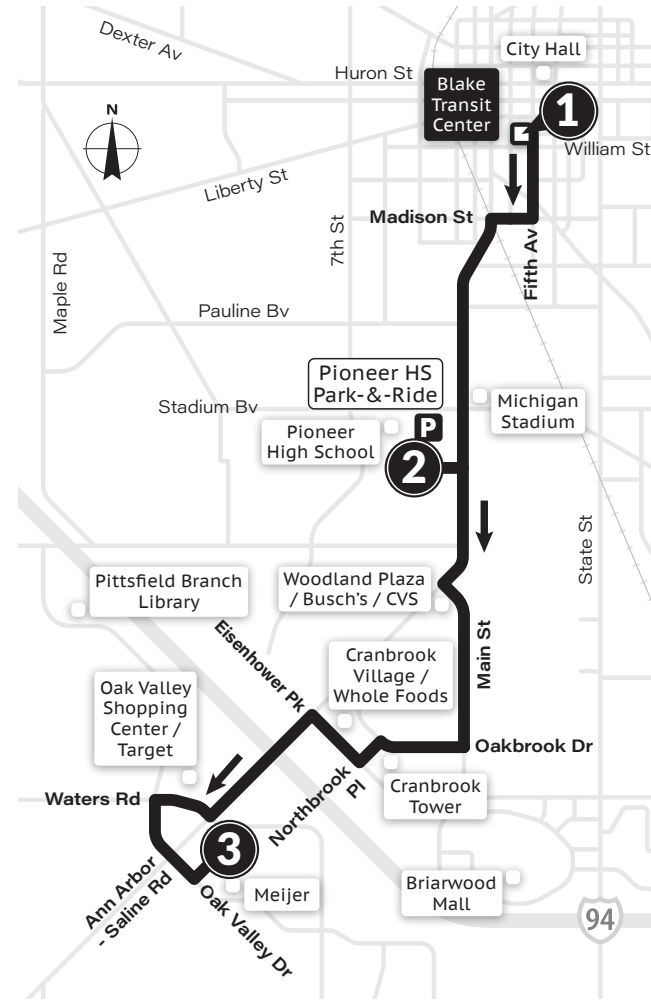 Dexter Av
City Hall
Huron St
Blake
Transit
Center
1
N
William St
Liberty St
Madison St
7th St
Fifth Av
Maple Rd
Pauline Bv
Pioneer HS
Park-&-Ride
Stadium Bv
Michigan
Stadium
P
Pioneer
High School
2
State St
Pittsfield Branch
Library
Woodland Plaza
/ Busch's / CVS
Main St
Eisenhower Pk
Cranbrook
Village /
Whole Foods
Oak Valley
Shopping
Center /
Target
Oakbrook Dr
Northbrook
Pl
Cranbrook
Tower
Waters Rd
3
Ann Arbor
- Saline Rd
Oak Valley Dr
Meijer
Briarwood
Mall
94